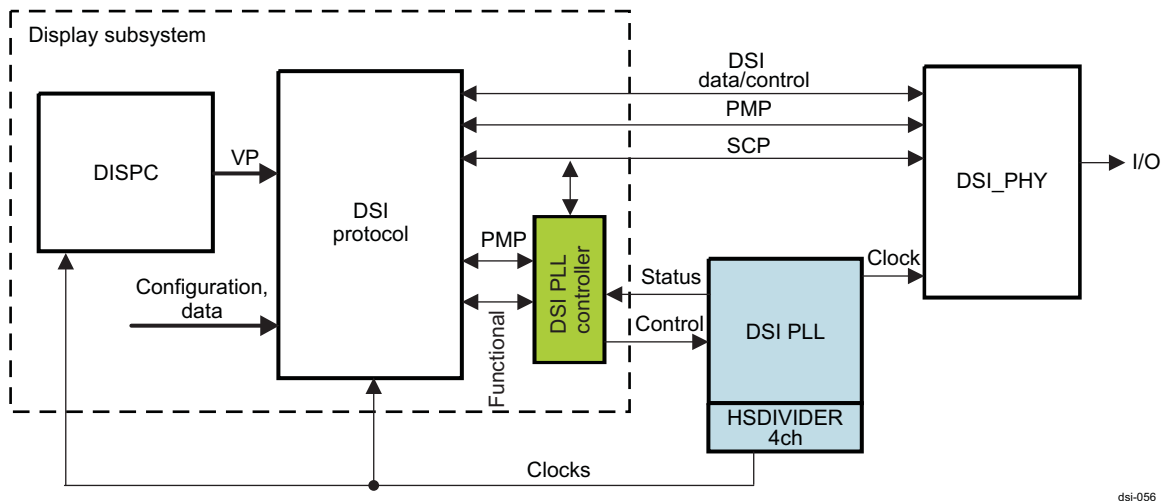 Display subsystem
DSI
data/control
PMP
SCP
VP
DISPC
DSI
protocol
DSI_PHY
I/O
PMP
DSI PLL
controller
Configuration,
data
Functional
Status
Control
Clock
DSI PLL
HSDIVIDER
4ch
Clocks
dsi-056